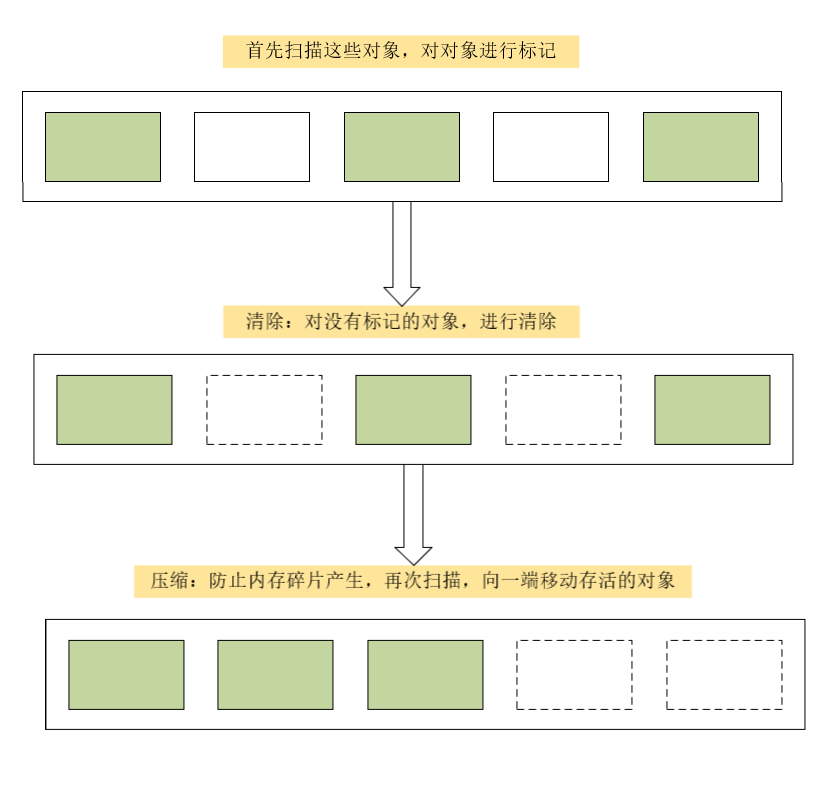 首先扫描这些对象，对对象进行标记
清除：对没有标记的对象，进行清除
压缩：防止内存碎片产生，再次扫描，向一端移动存活的对象